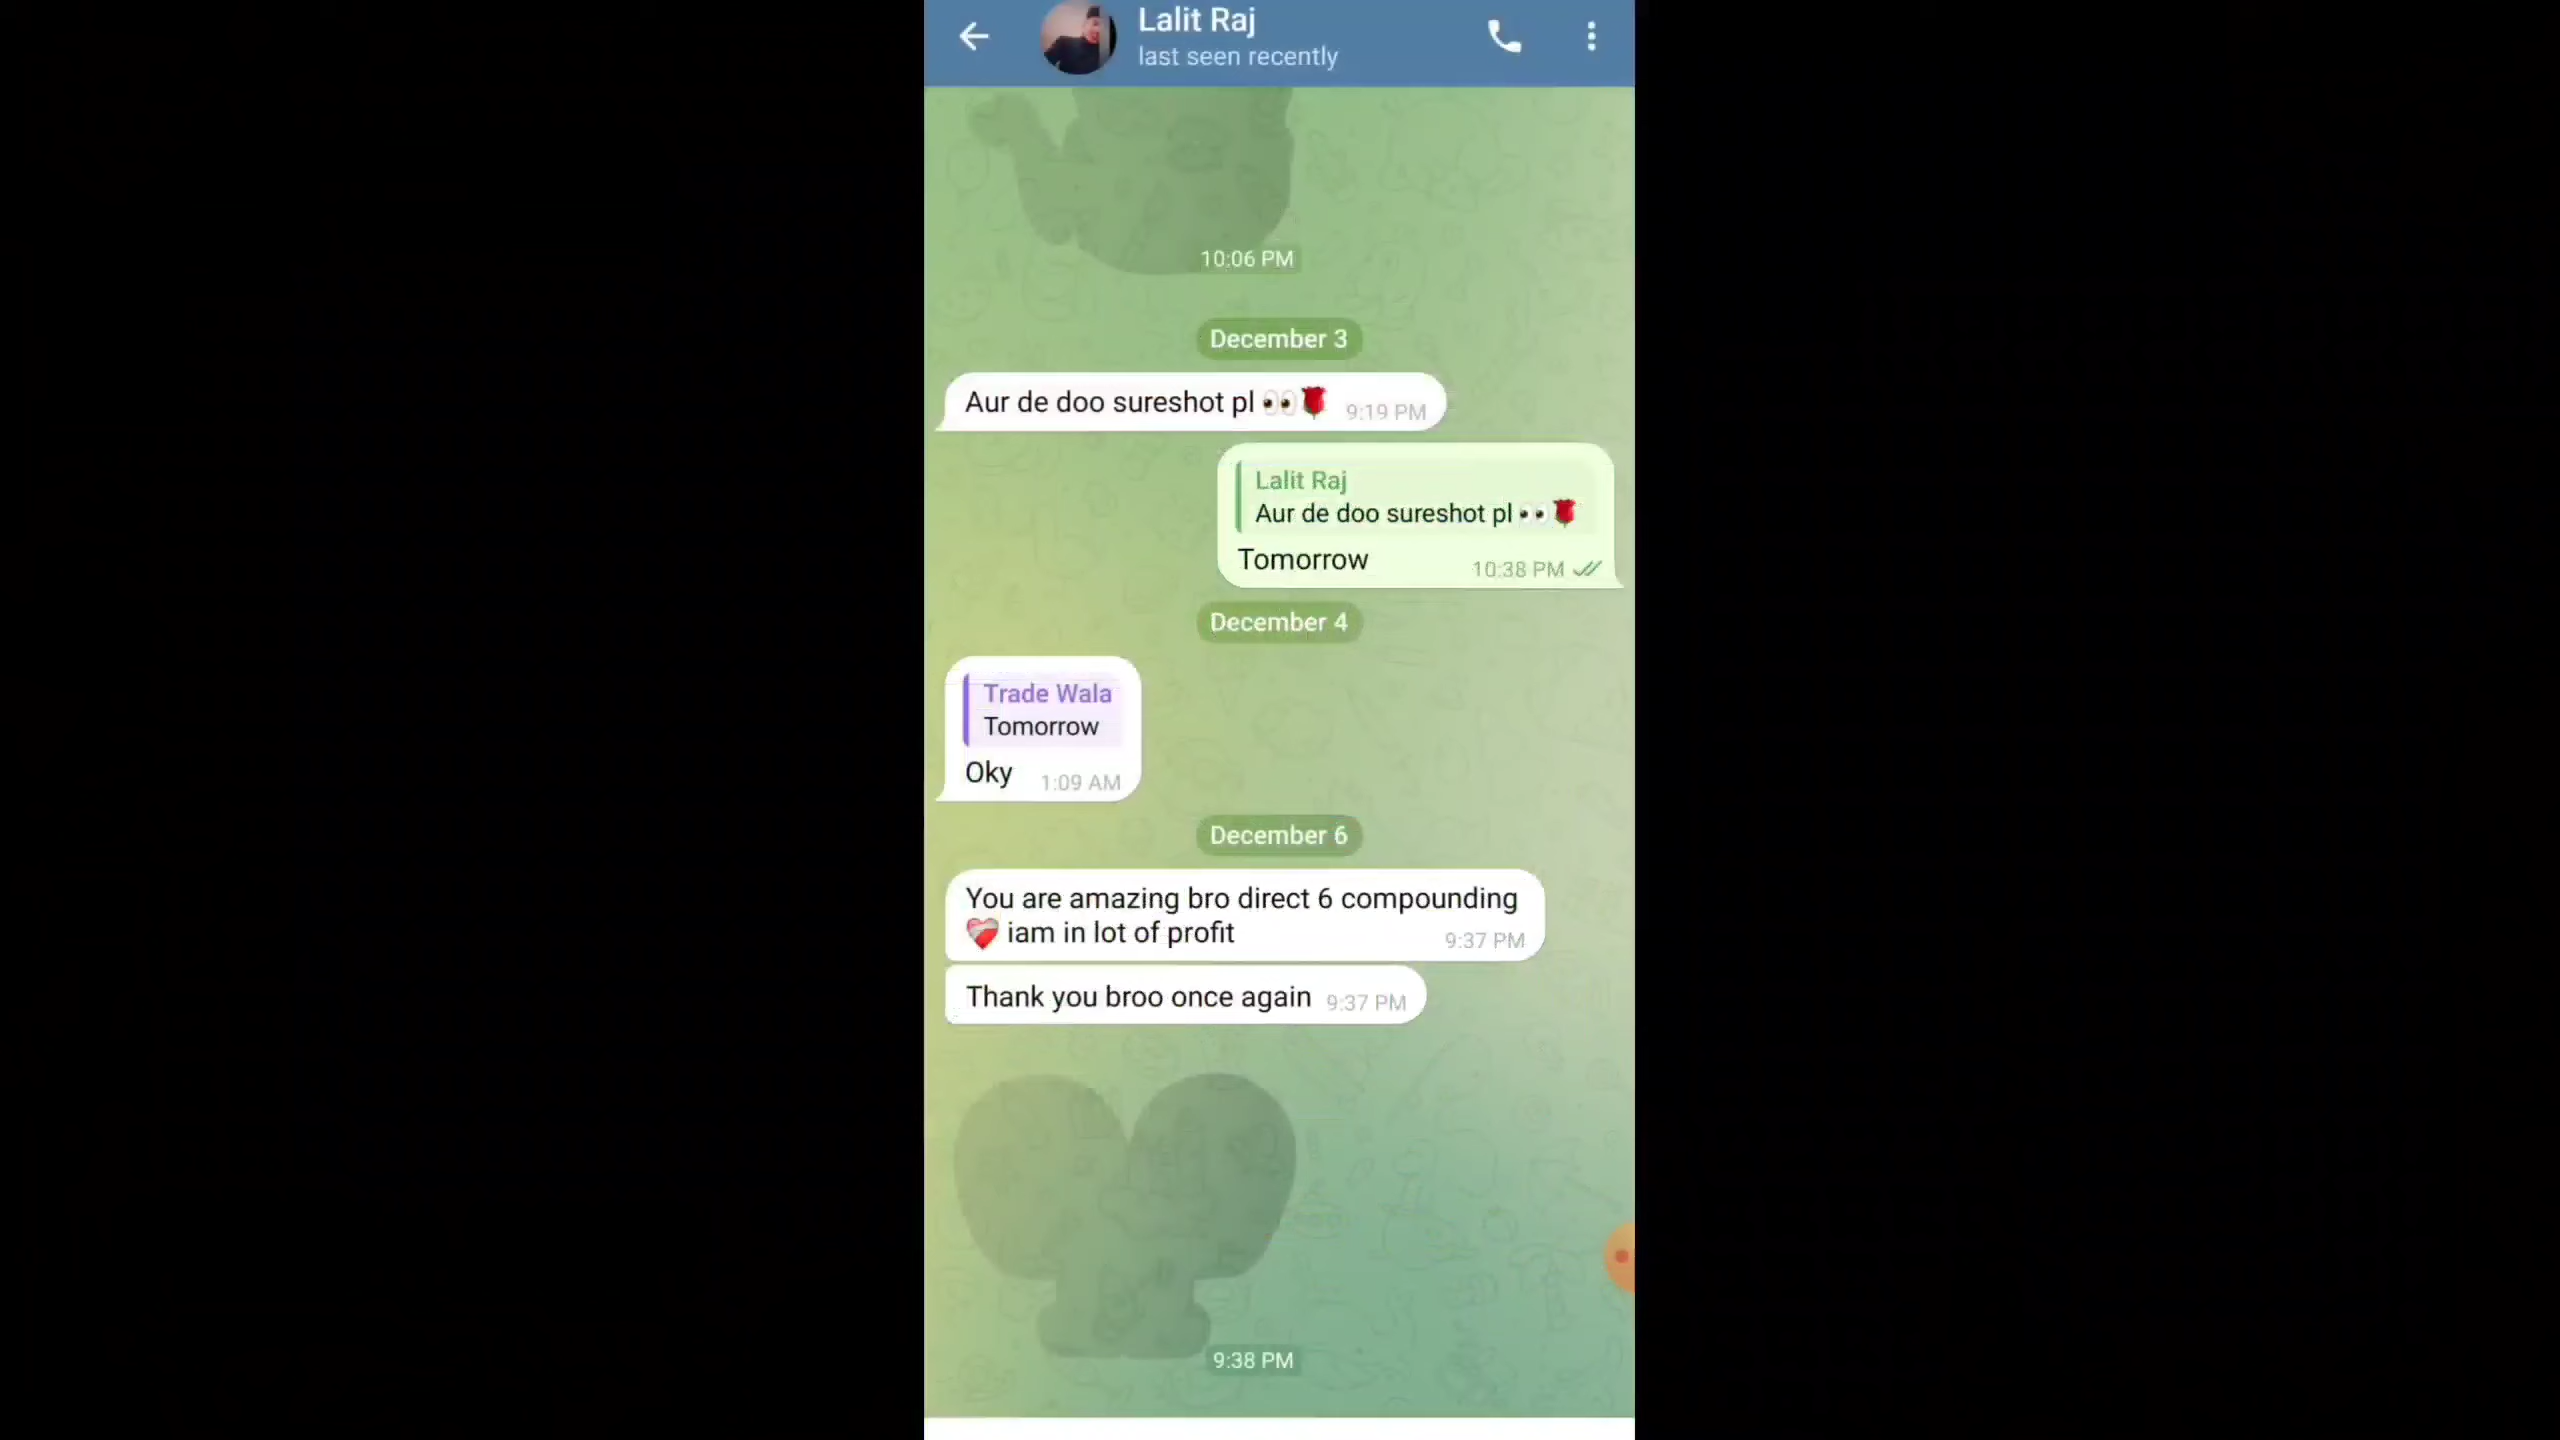 Lalit Raj
last seen recently
10:06 PM
December 3
Aur de doo sureshot pl 👀🌹 9:19 PM
Lalit Raj
Aur de doo sureshot pl 👀🌹
Tomorrow 10:38 PM
December 4
Trade Wala
Tomorrow
Oky 1:09 AM
December 6
You are amazing bro direct 6 compounding
❤️‍🩹 iam in lot of profit 9:37 PM
Thank you broo once again 9:37 PM
9:38 PM